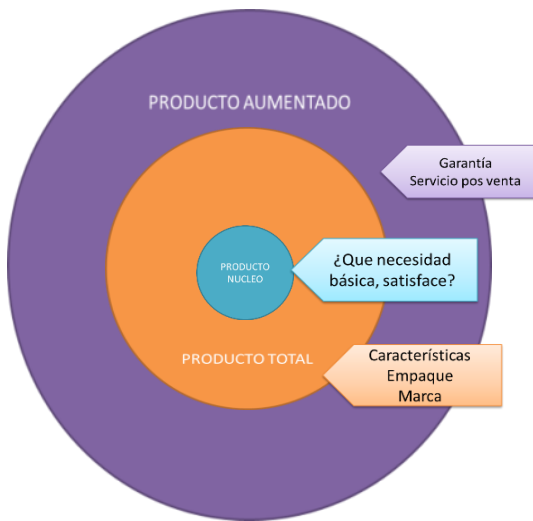 PRODUCTO AUMENTADO
Garantía
Servicio pos venta
¿Que necesidad
básica, satisface?
PRODUCTO
NUCLEO
PRODUCTO TOTAL
Características
Empaque
Marca